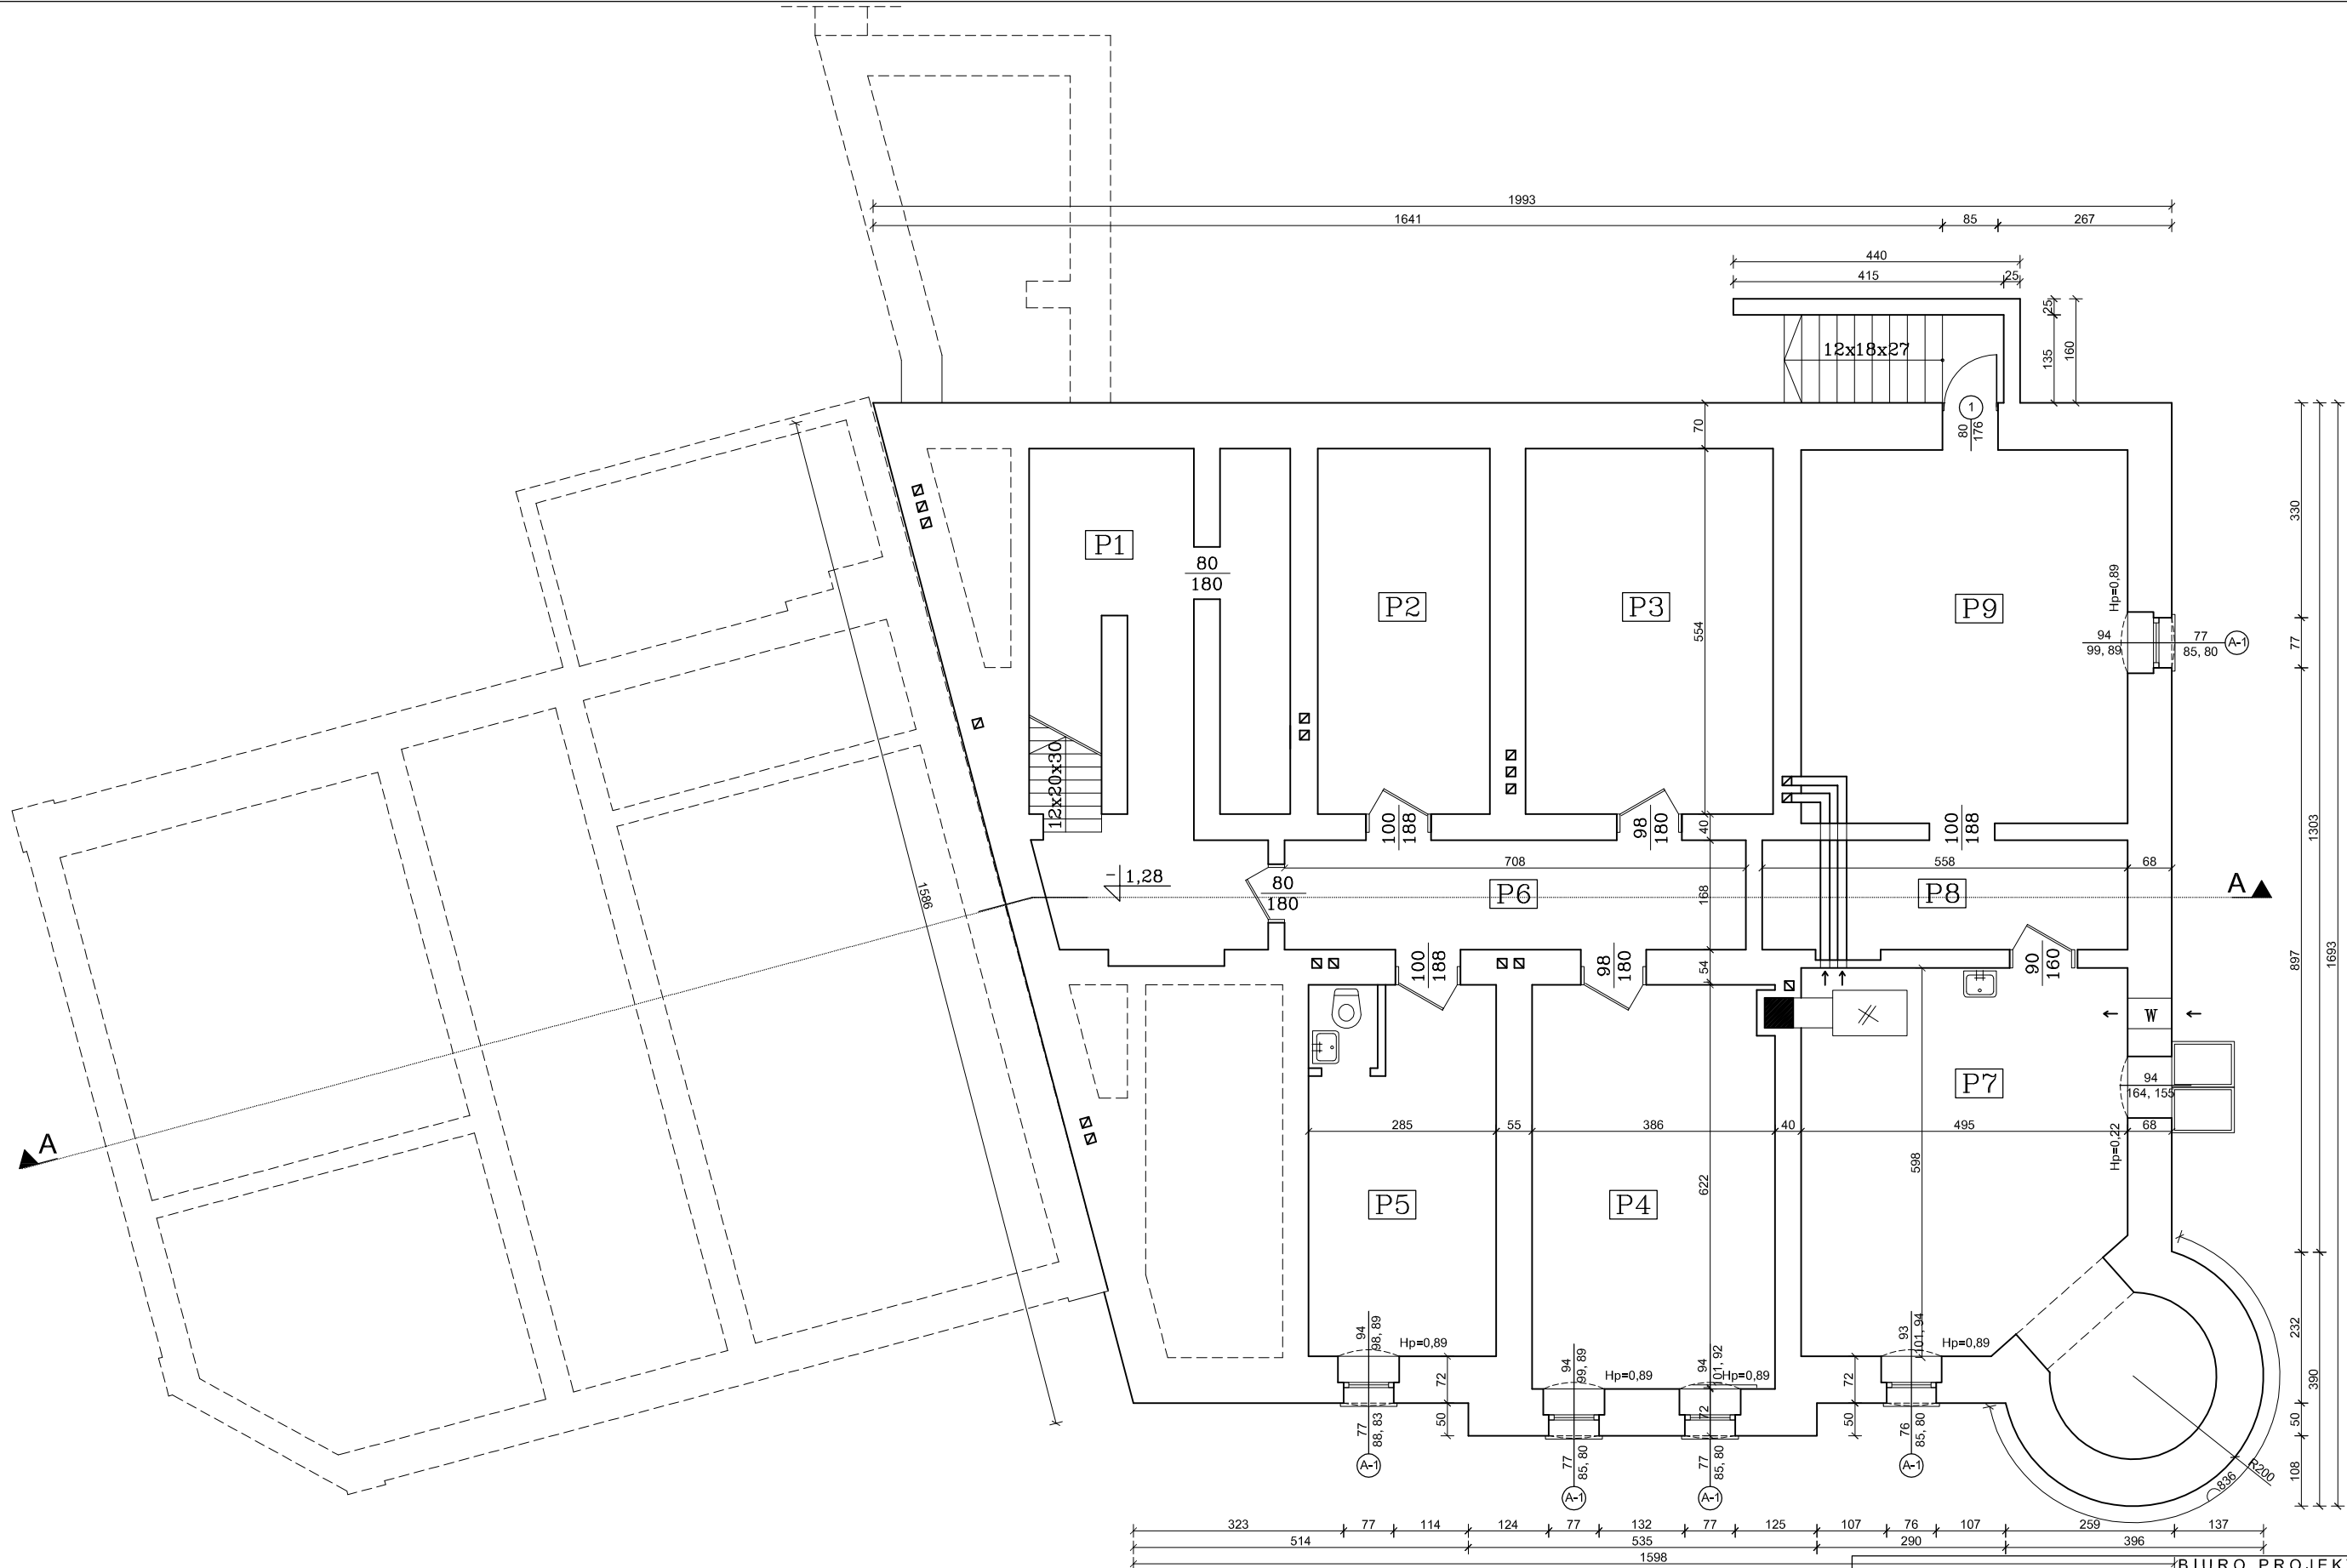 1993
1641 85 267
440
415 25
25
135
160
12x18x27
1
80
176
70
330
P1
80
180
P2
P3
P9
Hp=0,89
94
99, 89
77
85, 80
A-1
77
554
12x20x30
100
188
98
180
40
100
188
1303
1693
708
558
68
- 1,28
80
180
P6
168
P8
A
1586
897
100
188
98
180
54
90
160
W
94
164, 155
P7
A
285 55 386 40 495 68
Hp=0,22
598
622
P5
P4
94
98, 89
Hp=0,89
94
99, 89
Hp=0,89
94
101, 92
Hp=0,89
93
101, 94
Hp=0,89
232
390
72
50
72
72
50
50
77
88, 83
A-1
77
85, 80
A-1
77
85, 80
A-1
76
85, 80
A-1
R200
836
108
323 77 114 124 77 132 77 125 107 76 107 259 137
514 535 290 396
1598
BIURO PROJEK